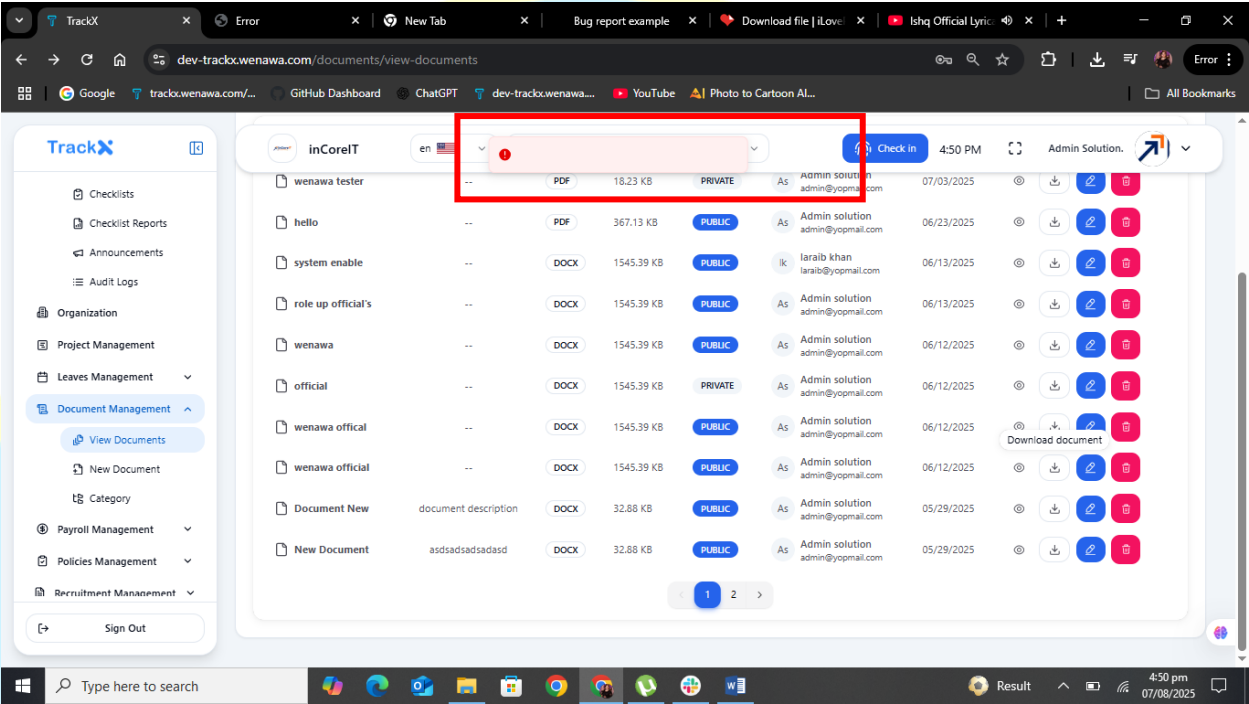 TrackX
Error
New Tab
Bug report example
Download file | iLove
Ishq Official Lyric
dev-trackx.wenawa.com/documents/view-documents
Error
Google
trackx.wenawa.com/...
GitHub Dashboard
ChatGPT
dev-trackx.wenawa....
YouTube
Photo to Cartoon AI...
All Bookmarks
TrackX
inCoreIT
en
Check in
4:50 PM
Admin Solution.
Checklists
Checklist Reports
Announcements
Audit Logs
Organization
Project Management
Leaves Management
Document Management
View Documents
New Document
Category
Payroll Management
Policies Management
Recruitment Management
Sign Out
wenawa tester -- PDF 18.23 KB PRIVATE As Admin solution 07/03/2025
admin@yopmail.com
hello -- PDF 367.13 KB PUBLIC As Admin solution 06/23/2025
admin@yopmail.com
system enable -- DOCX 1545.39 KB PUBLIC lk laraib khan 06/13/2025
laraib@yopmail.com
role up official's -- DOCX 1545.39 KB PUBLIC As Admin solution 06/13/2025
admin@yopmail.com
wenawa -- DOCX 1545.39 KB PUBLIC As Admin solution 06/12/2025
admin@yopmail.com
official -- DOCX 1545.39 KB PRIVATE As Admin solution 06/12/2025
admin@yopmail.com
wenawa offical -- DOCX 1545.39 KB PUBLIC As Admin solution 06/12/2025
admin@yopmail.com
Download document
wenawa official -- DOCX 1545.39 KB PUBLIC As Admin solution 06/12/2025
admin@yopmail.com
Document New document description DOCX 32.88 KB PUBLIC As Admin solution 05/29/2025
admin@yopmail.com
New Document asdsadsadsadasd DOCX 32.88 KB PUBLIC As Admin solution 05/29/2025
admin@yopmail.com
1 2
Type here to search
Result
4:50 pm
07/08/2025